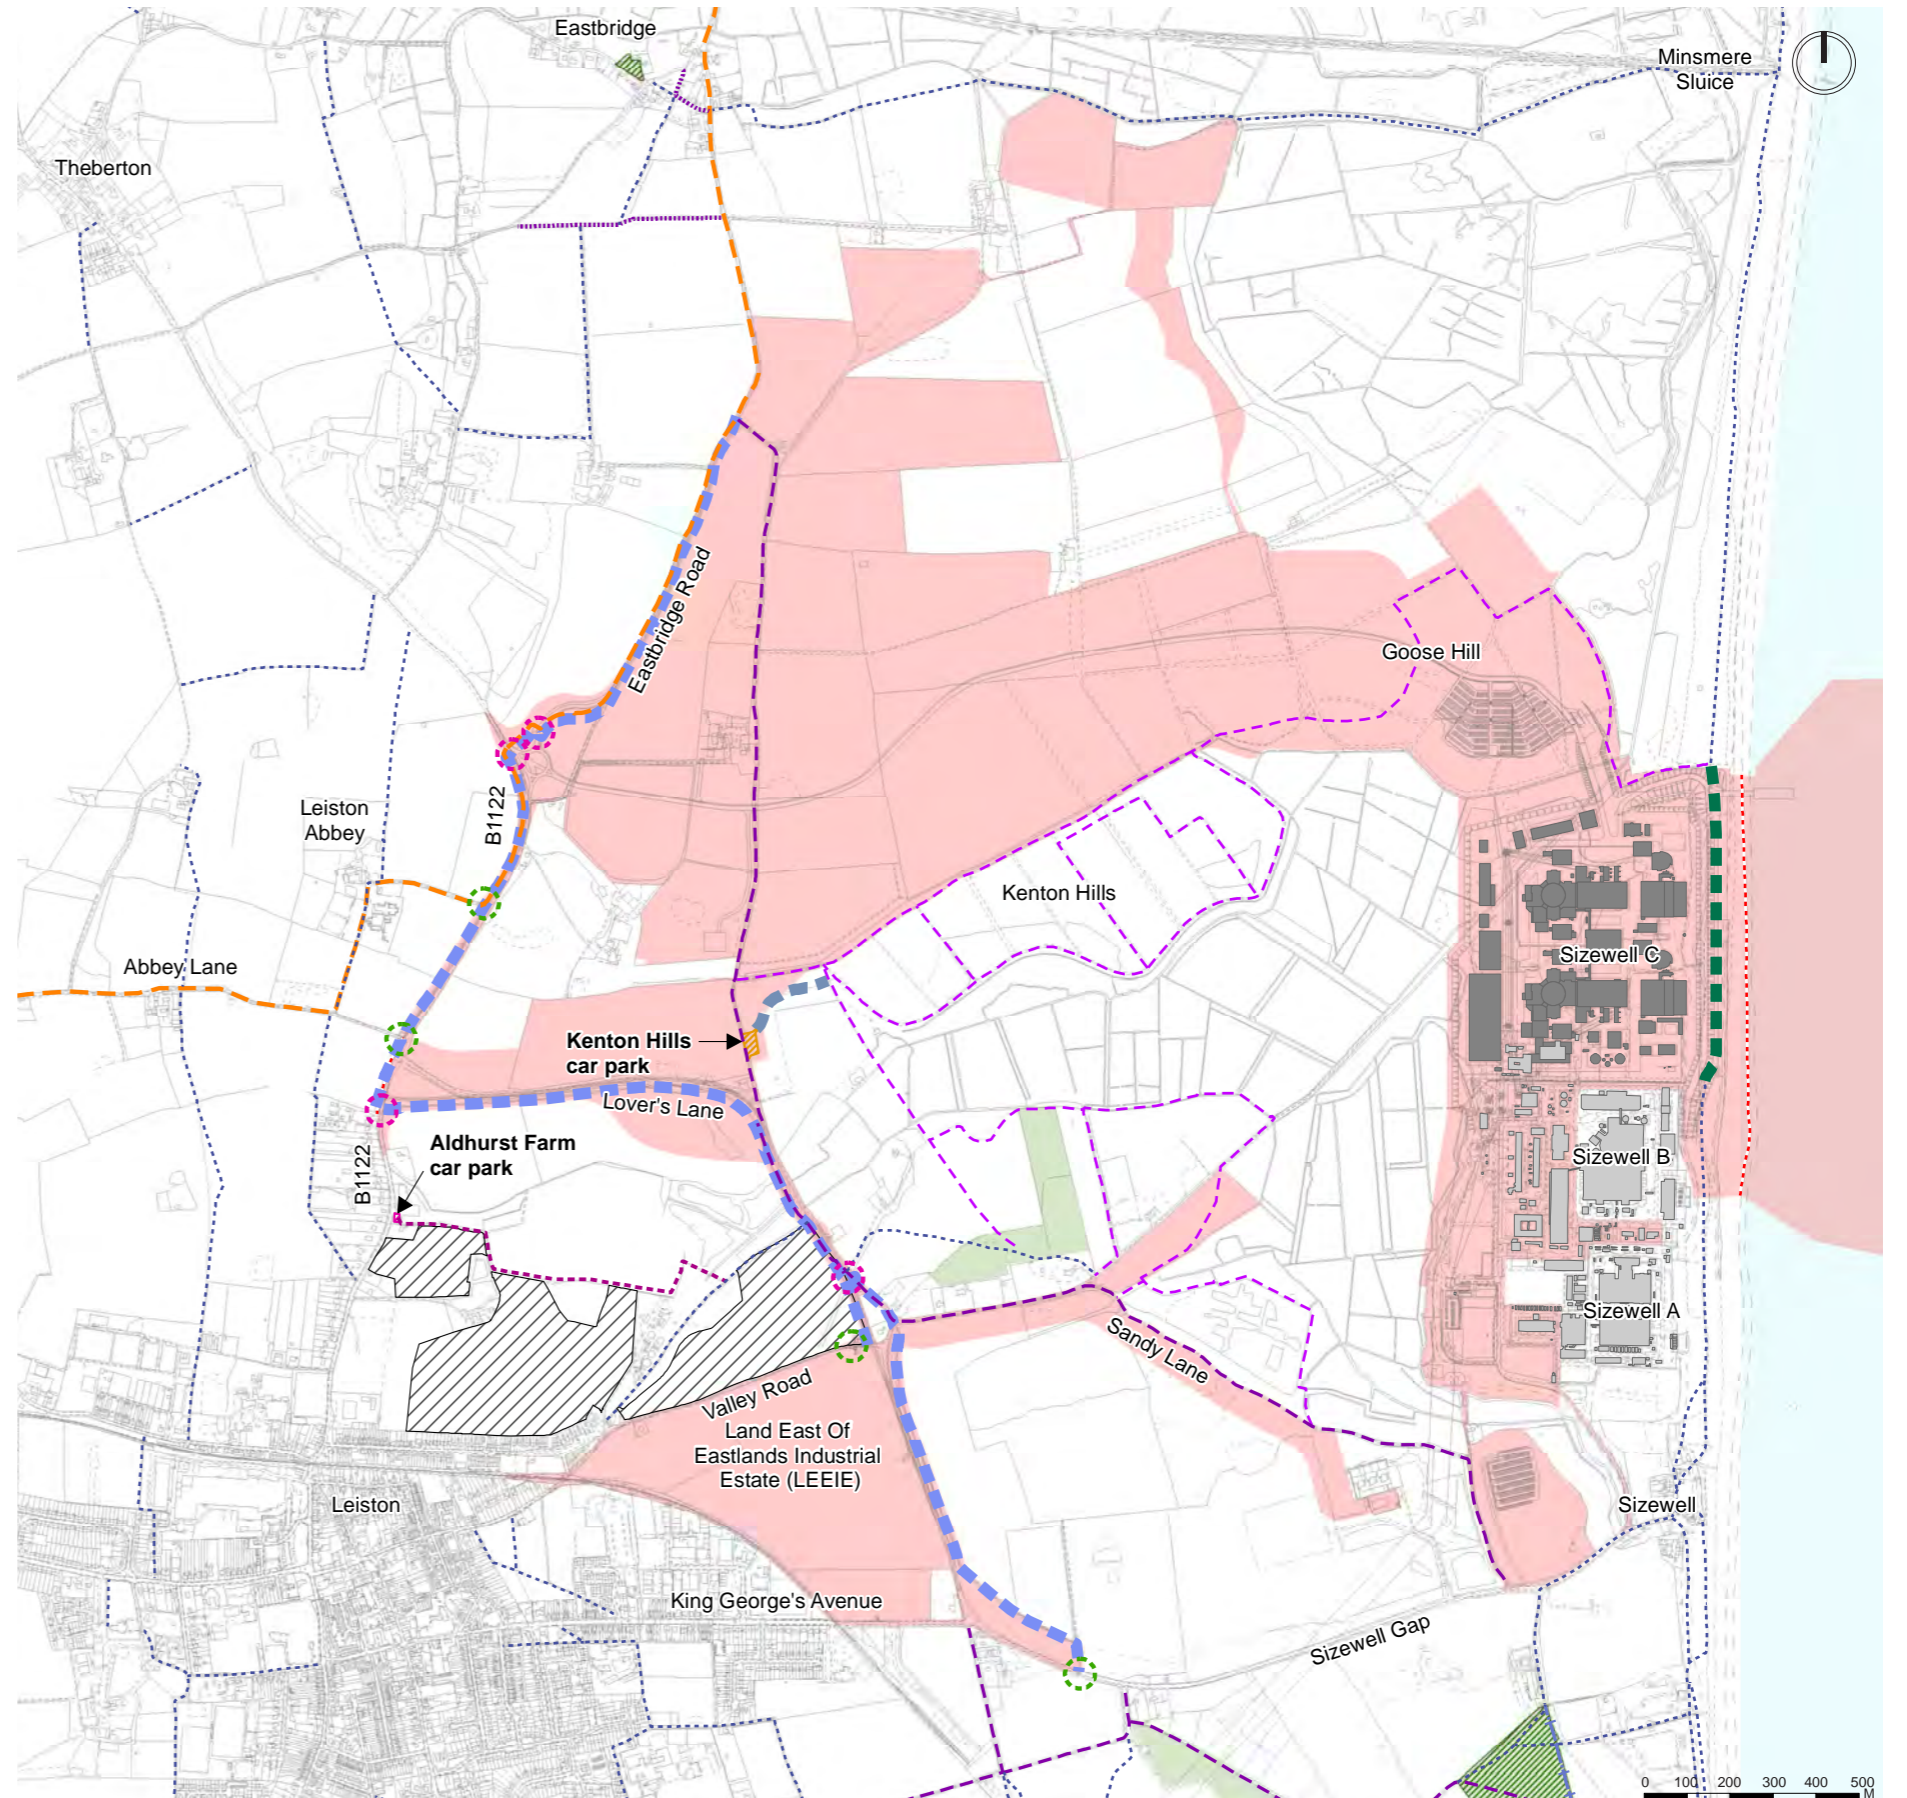 Eastbridge
Minsmere
Sluice
Theberton
Eastbridge Road
Goose Hill
B1122
Leiston
Abbey
Kenton Hills
Abbey Lane
Sizewell C
Kenton Hills
car park
Lover's Lane
Aldhurst Farm
car park
B1122
Sizewell B
Sizewell A
Sandy Lane
Valley Road
Land East Of
Eastlands Industrial
Estate (LEEIE)
Leiston
Sizewell
King George's Avenue
Sizewell Gap
0 100 200 300 400 500
M